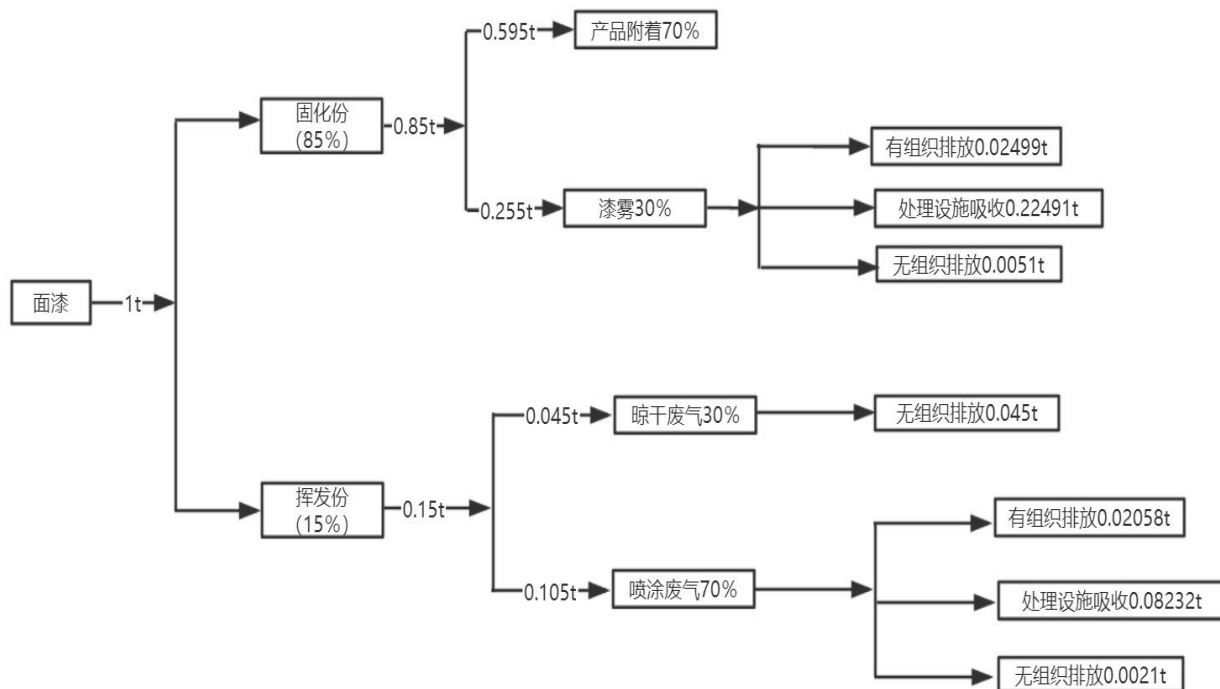 0.595t
产品附着70%
固化份
(85%)
0.85t
有组织排放0.02499t
0.255t
漆雾30%
处理设施吸收0.22491t
无组织排放0.0051t
面漆
1t
0.045t
晾干废气30%
无组织排放0.045t
挥发份
(15%)
0.15t
有组织排放0.02058t
0.105t
喷涂废气70%
处理设施吸收0.08232t
无组织排放0.0021t